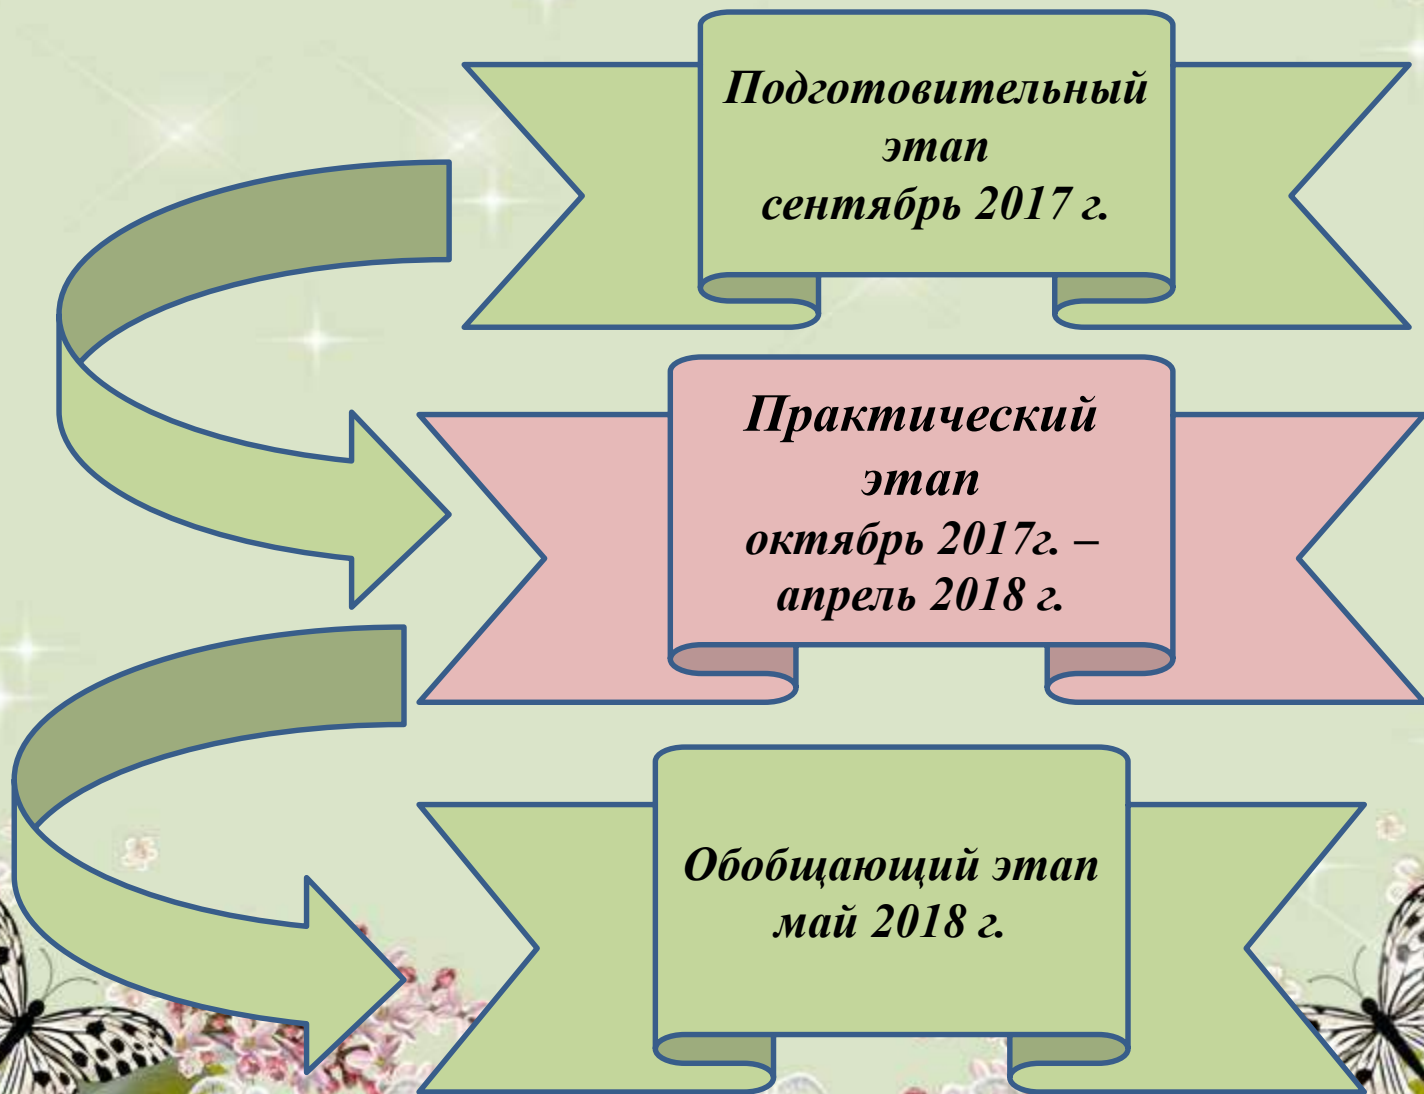 Подготовительный
этап
сентябрь 2017 г.
Практический
этап
октябрь 2017г. –
апрель 2018 г.
Обобщающий этап
май 2018 г.